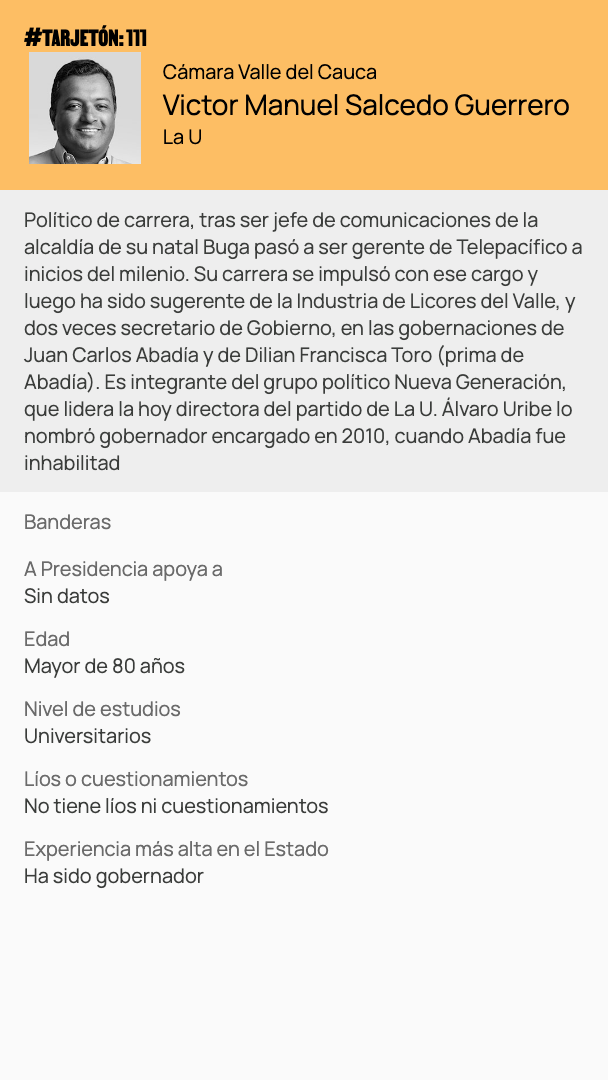 #TARJETÓN: 111
Cámara Valle del Cauca
Victor Manuel Salcedo Guerrero
La U
Político de carrera, tras ser jefe de comunicaciones de la
alcaldía de su natal Buga pasó a ser gerente de Telepacífico a
inicios del milenio. Su carrera se impulsó con ese cargo y
luego ha sido sugerente de la Industria de Licores del Valle, y
dos veces secretario de Gobierno, en las gobernaciones de
Juan Carlos Abadía y de Dilian Francisca Toro (prima de
Abadía). Es integrante del grupo político Nueva Generación,
que lidera la hoy directora del partido de La U. Álvaro Uribe lo
nombró gobernador encargado en 2010, cuando Abadía fue
inhabilitad
Banderas
A Presidencia apoya a
Sin datos
Edad
Mayor de 80 años
Nivel de estudios
Universitarios
Líos o cuestionamientos
No tiene líos ni cuestionamientos
Experiencia más alta en el Estado
Ha sido gobernador